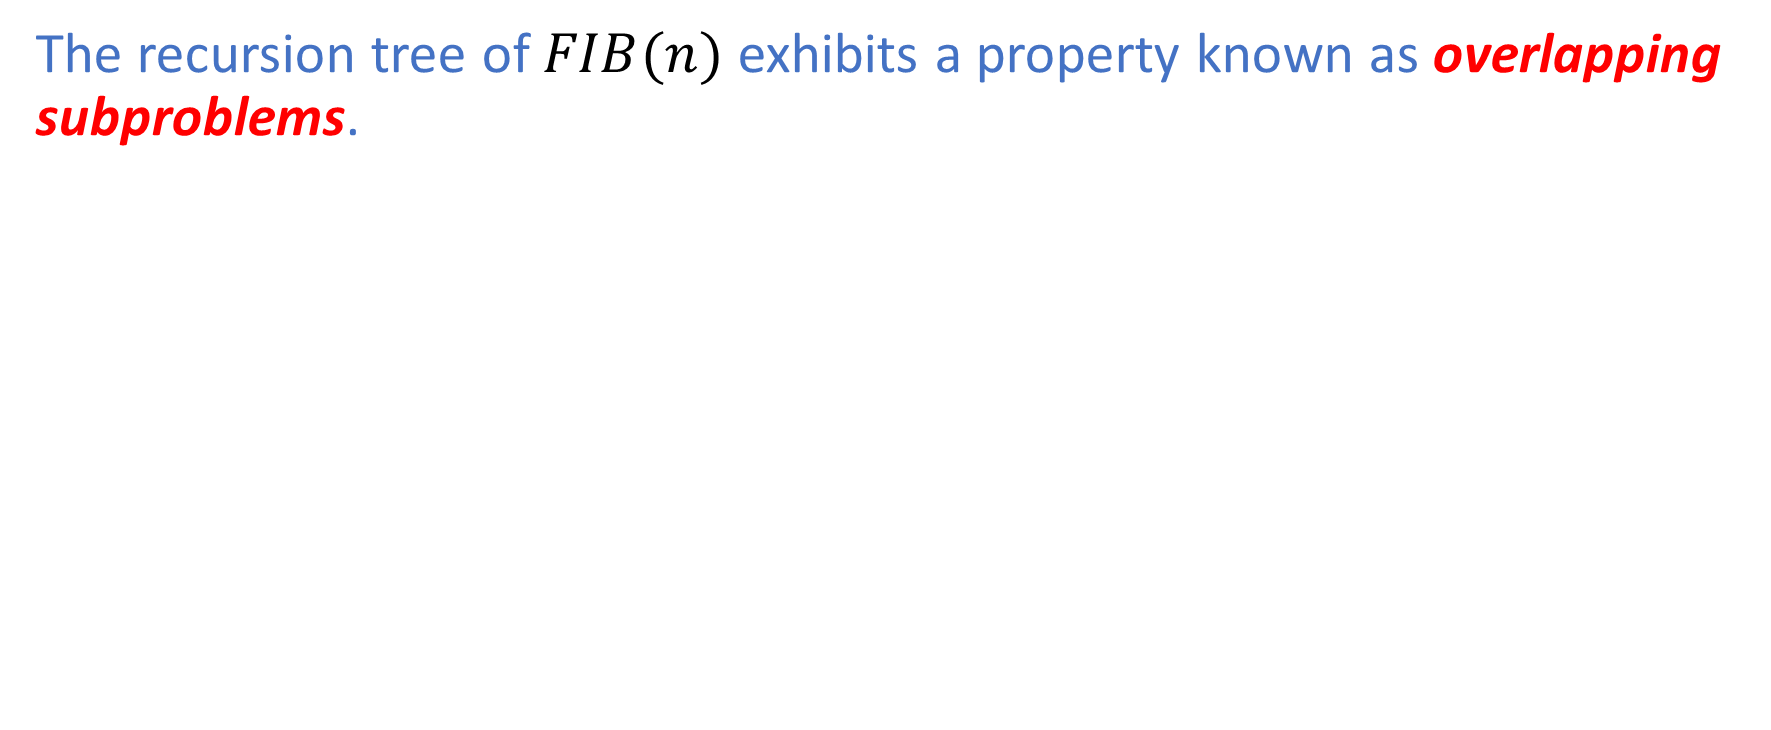 The recursion tree of FIB(n) exhibits a property known as overlapping
subproblems.